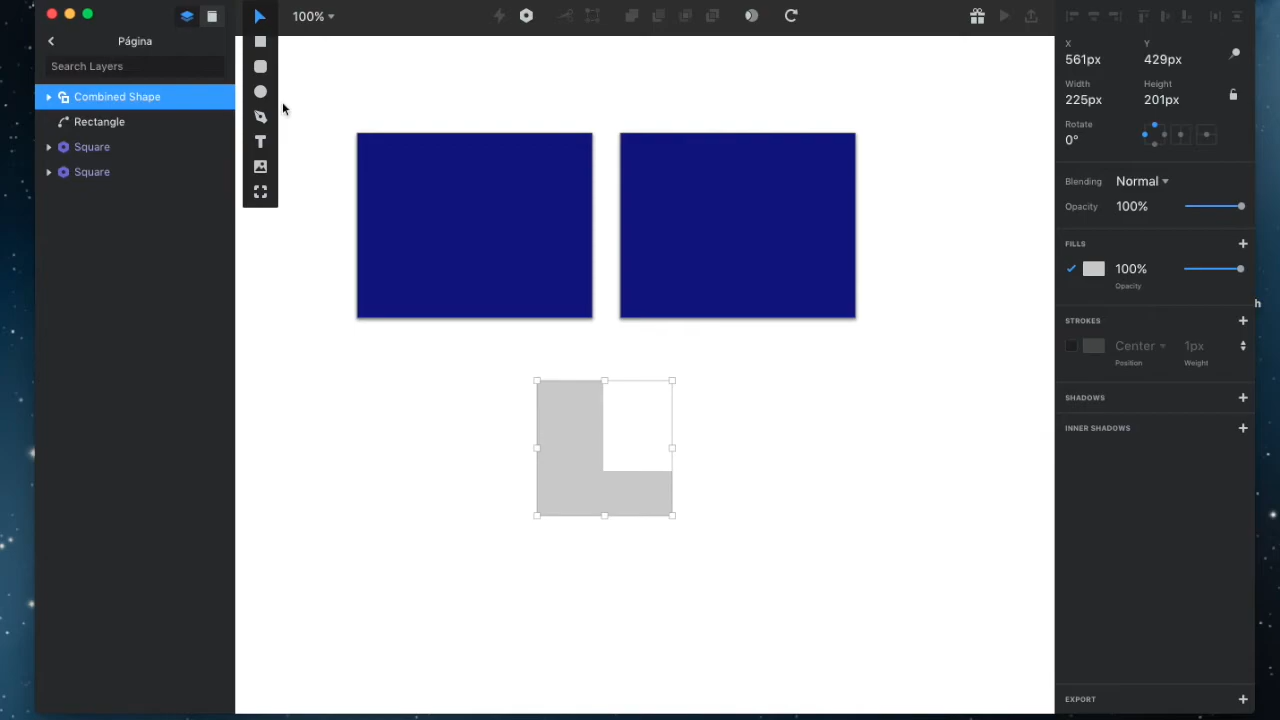 100%
Página
Search Layers
Combined Shape
Rectangle
Square
Square
X Y
561px 429px
Width Height
225px 201px
Rotate
0°
Blending Normal
Opacity 100%
FILLS
100%
Opacity
h
STROKES
Center 1px
Position Weight
SHADOWS
INNER SHADOWS
EXPORT